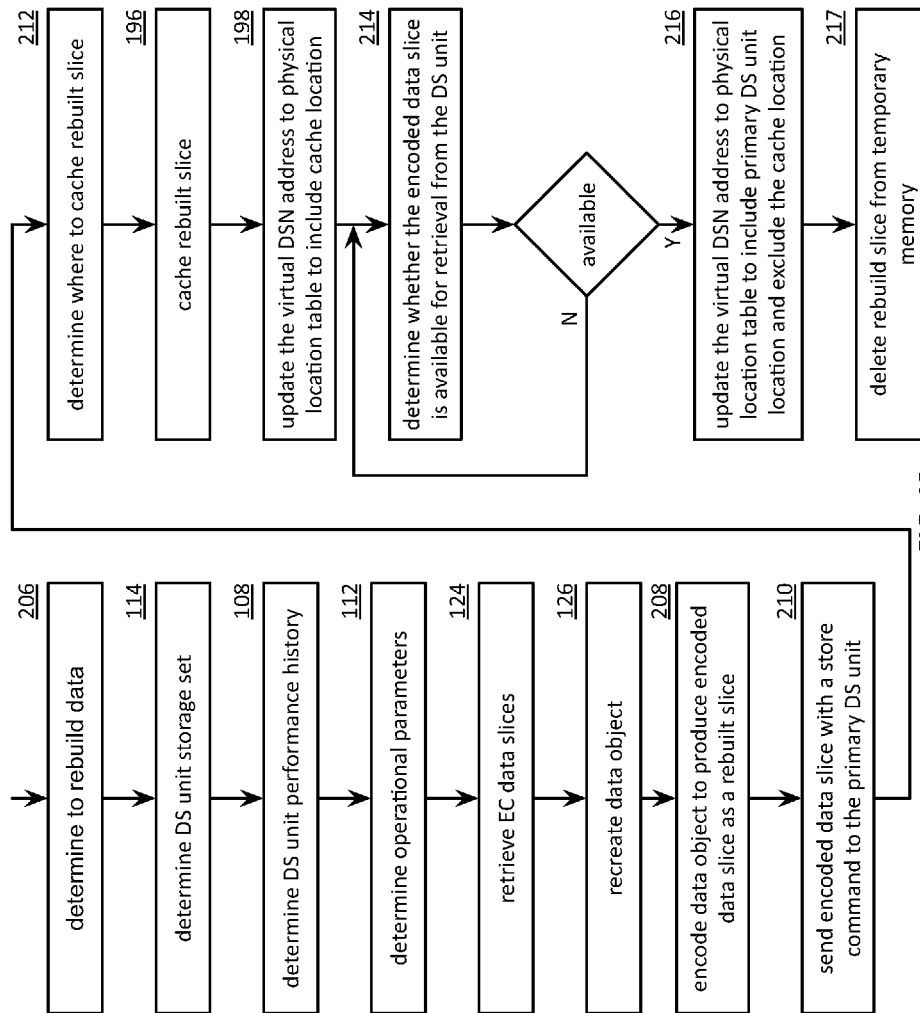 206
determine to rebuild data
114
determine DS unit storage set
108
determine DS unit performance history
112
determine operational parameters
124
retrieve EC data slices
126
recreate data object
208
encode data object to produce encoded
data slice as a rebuilt slice
210
send encoded data slice with a store
command to the primary DS unit
212
determine where to cache rebuilt slice
196
cache rebuilt slice
198
update the virtual DSN address to physical
location table to include cache location
214
determine whether the encoded data slice
is available for retrieval from the DS unit
available
N
Y
216
update the virtual DSN address to physical
location table to include primary DS unit
location and exclude the cache location
217
delete rebuild slice from temporary
memory